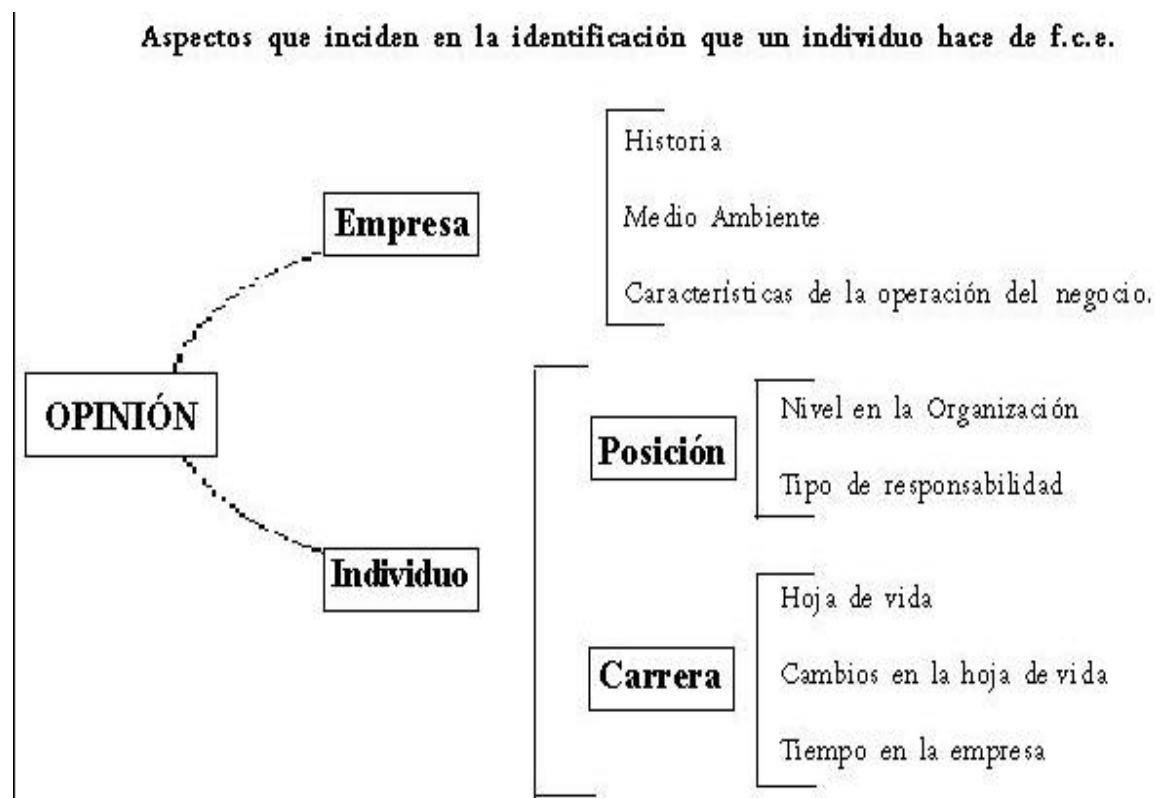 Aspectos que inciden en la identificación que un individuo hace de f.c.e.
Historia
Empresa
Medio Ambiente
Características de la operación del negocio.
OPINIÓN
Nivel en la Organización
Posición
Tipo de responsabilidad
Individuo
Hoja de vida
Carrera
Cambios en la hoja de vida
Tiempo en la empresa